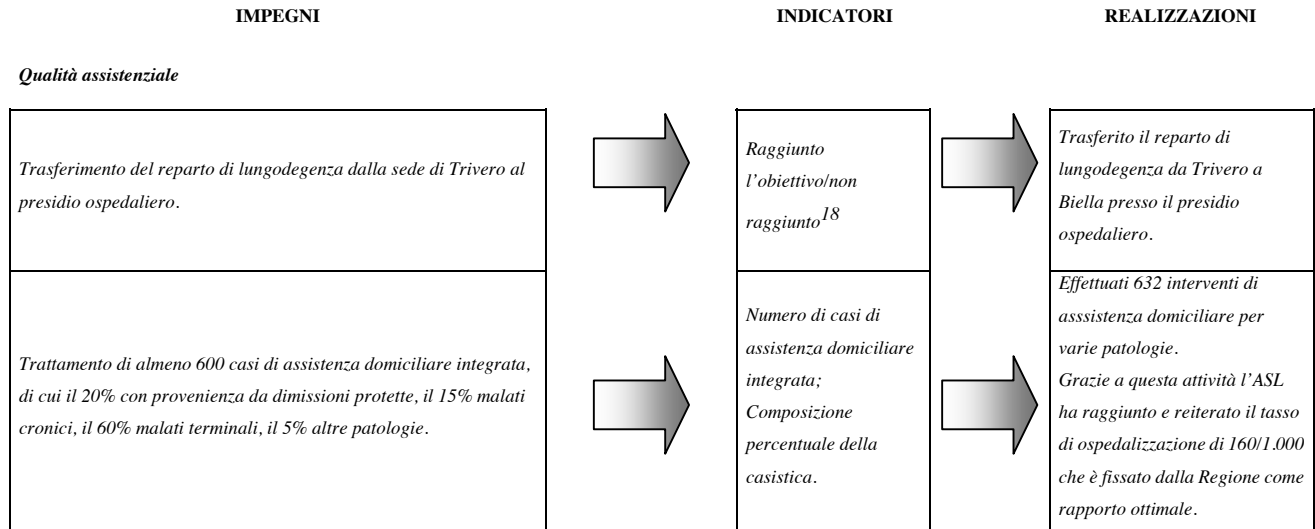 IMPEGNI
INDICATORI
REALIZZAZIONI
Qualità assistenziale
Trasferimento del reparto di lungodegenza dalla sede di Trivero al
presidio ospedaliero.
Raggiunto
l’obiettivo/non
raggiunto18
Trasferito il reparto di
lungodegenza da Trivero a
Biella presso il presidio
ospedaliero.
Trattamento di almeno 600 casi di assistenza domiciliare integrata,
di cui il 20% con provenienza da dimissioni protette, il 15% malati
cronici, il 60% malati terminali, il 5% altre patologie.
Numero di casi di
assistenza domiciliare
integrata;
Composizione
percentuale della
casistica.
Effettuati 632 interventi di
asssistenza domiciliare per
varie patologie.
Grazie a questa attività l’ASL
ha raggiunto e reiterato il tasso
di ospedalizzazione di 160/1.000
che è fissato dalla Regione come
rapporto ottimale.